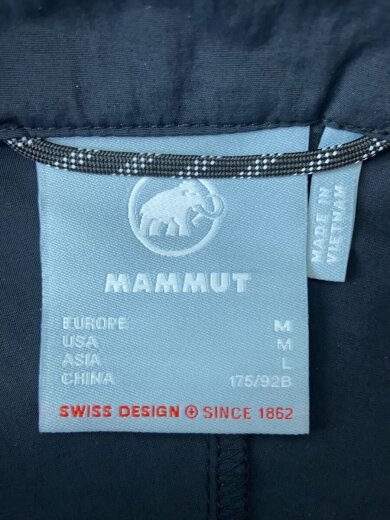 MAMMUT
EUROPE M
USA M
ASIA L
CHINA 175/92B
SWISS DESIGN SINCE 1862
MADE IN
VIETNAM